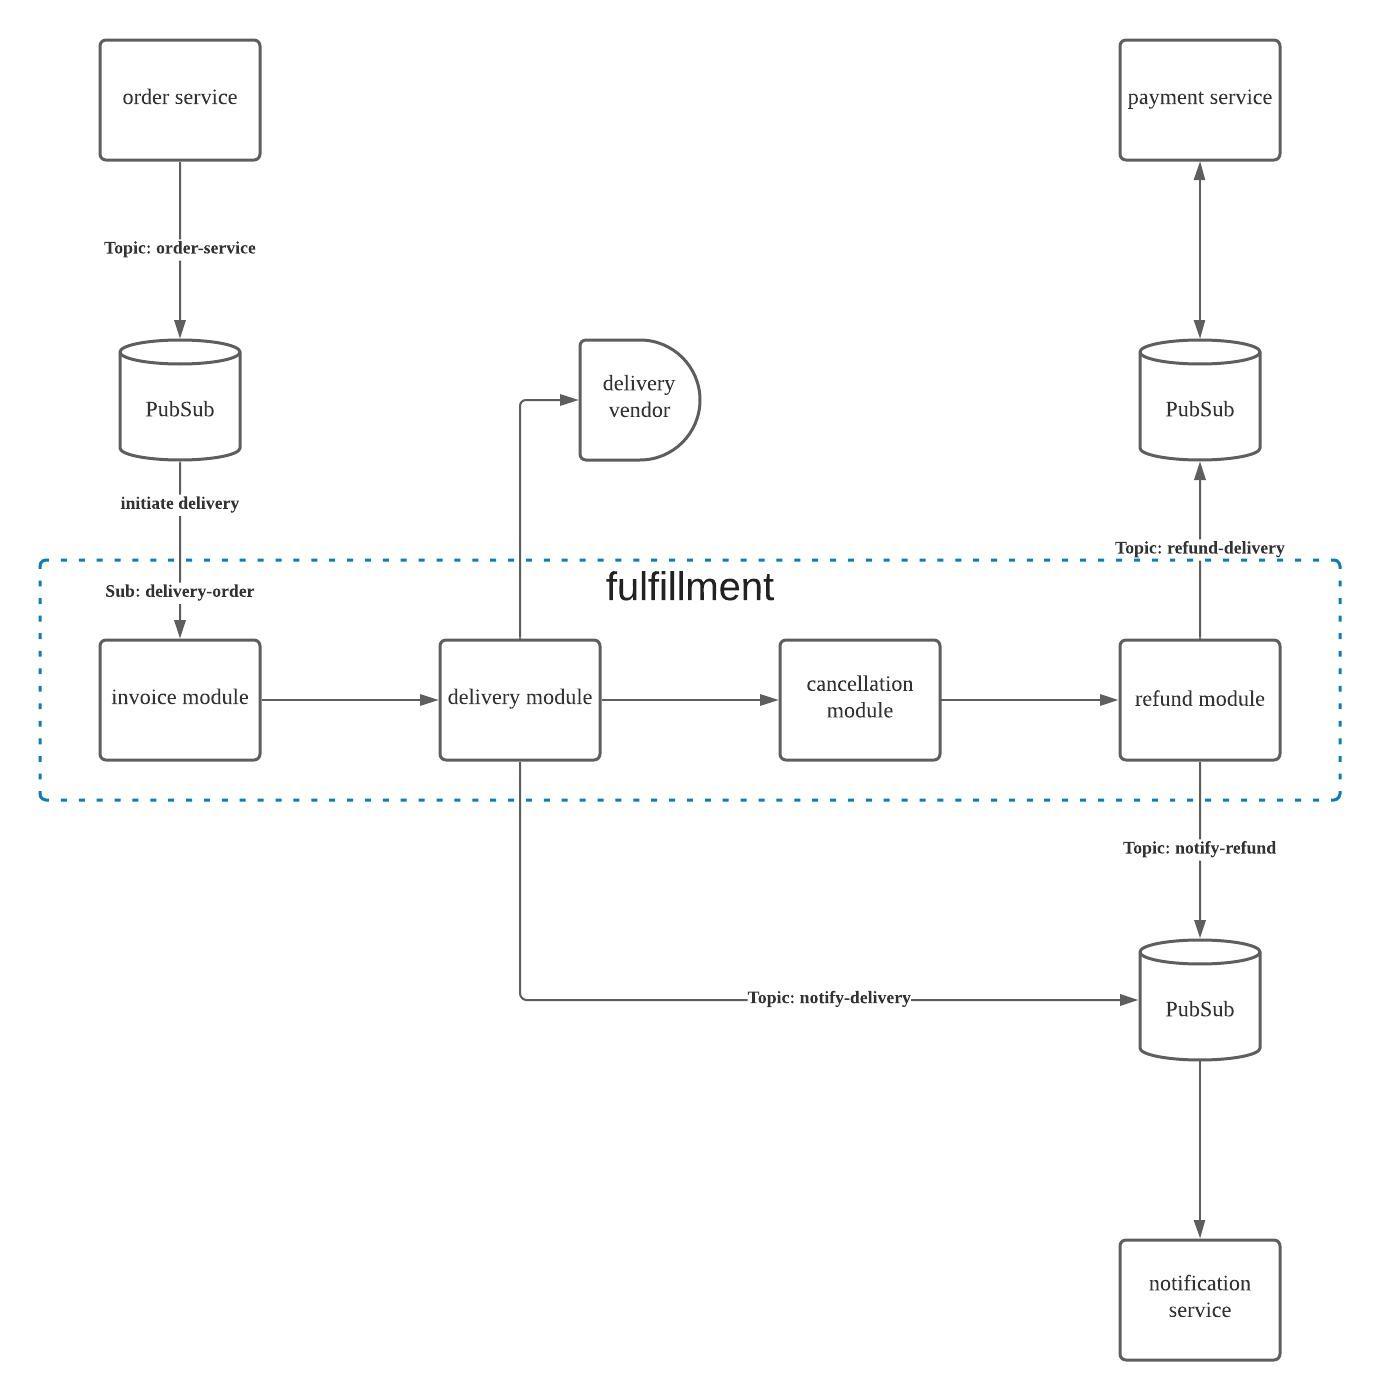 order service
payment service
Topic: order-service
PubSub
delivery
vendor
PubSub
initiate delivery
Topic: refund-delivery
fulfillment
Sub: delivery-order
invoice module
delivery module
cancellation
module
refund module
Topic: notify-refund
Topic: notify-delivery
PubSub
notification
service